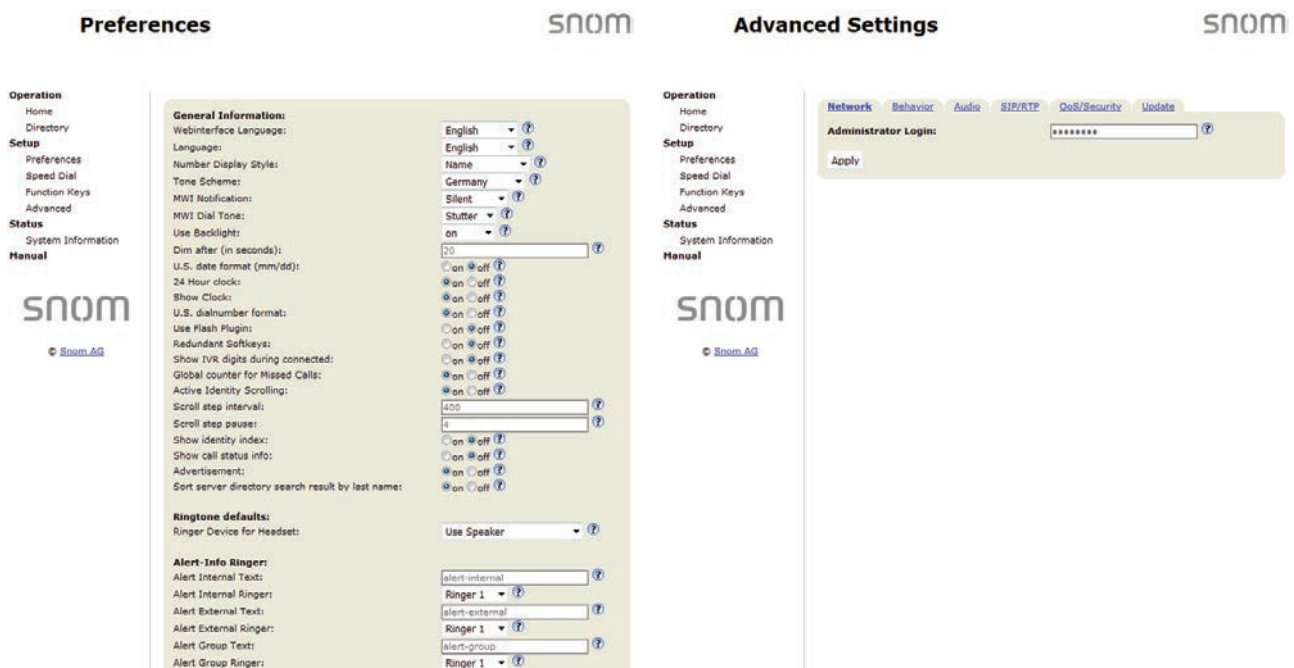 Preferences
snom
Operation
Home
Directory
Setup
Preferences
Speed Dial
Function Keys
Advanced
Status
System Information
Manual
snom
© Snom AG
General Information:
Webinterface Language: English
Language: English
Number Display Style: Name
Tone Scheme: Germany
MWI Notification: Silent
MWI Dial Tone: Stutter
Use Backlight: on
Dim after (in seconds): 20
U.S. date format (mm/dd): on off
24 Hour clock: on off
Show Clock: on off
U.S. dialnumber format: on off
Use Flash Plugin: on off
Redundant Softkeys: on off
Show IVR digits during connected: on off
Global counter for Missed Calls: on off
Active Identity Scrolling: on off
Scroll step interval: 400
Scroll step pause: 4
Show identity index: on off
Show call status info: on off
Advertisement: on off
Sort server directory search result by last name: on off
Ringtone defaults:
Ringer Device for Headset: Use Speaker
Alert-Info Ringer:
Alert Internal Text: alert-internal
Alert Internal Ringer: Ringer 1
Alert External Text: alert-external
Alert External Ringer: Ringer 1
Alert Group Text: alert-group
Alert Group Ringer: Ringer 1
Advanced Settings
snom
Operation
Home
Directory
Setup
Preferences
Speed Dial
Function Keys
Advanced
Status
System Information
Manual
snom
© Snom AG
Network Behavior Audio SIP/RTP QoS/Security Update
Administrator Login: ••••••••
Apply